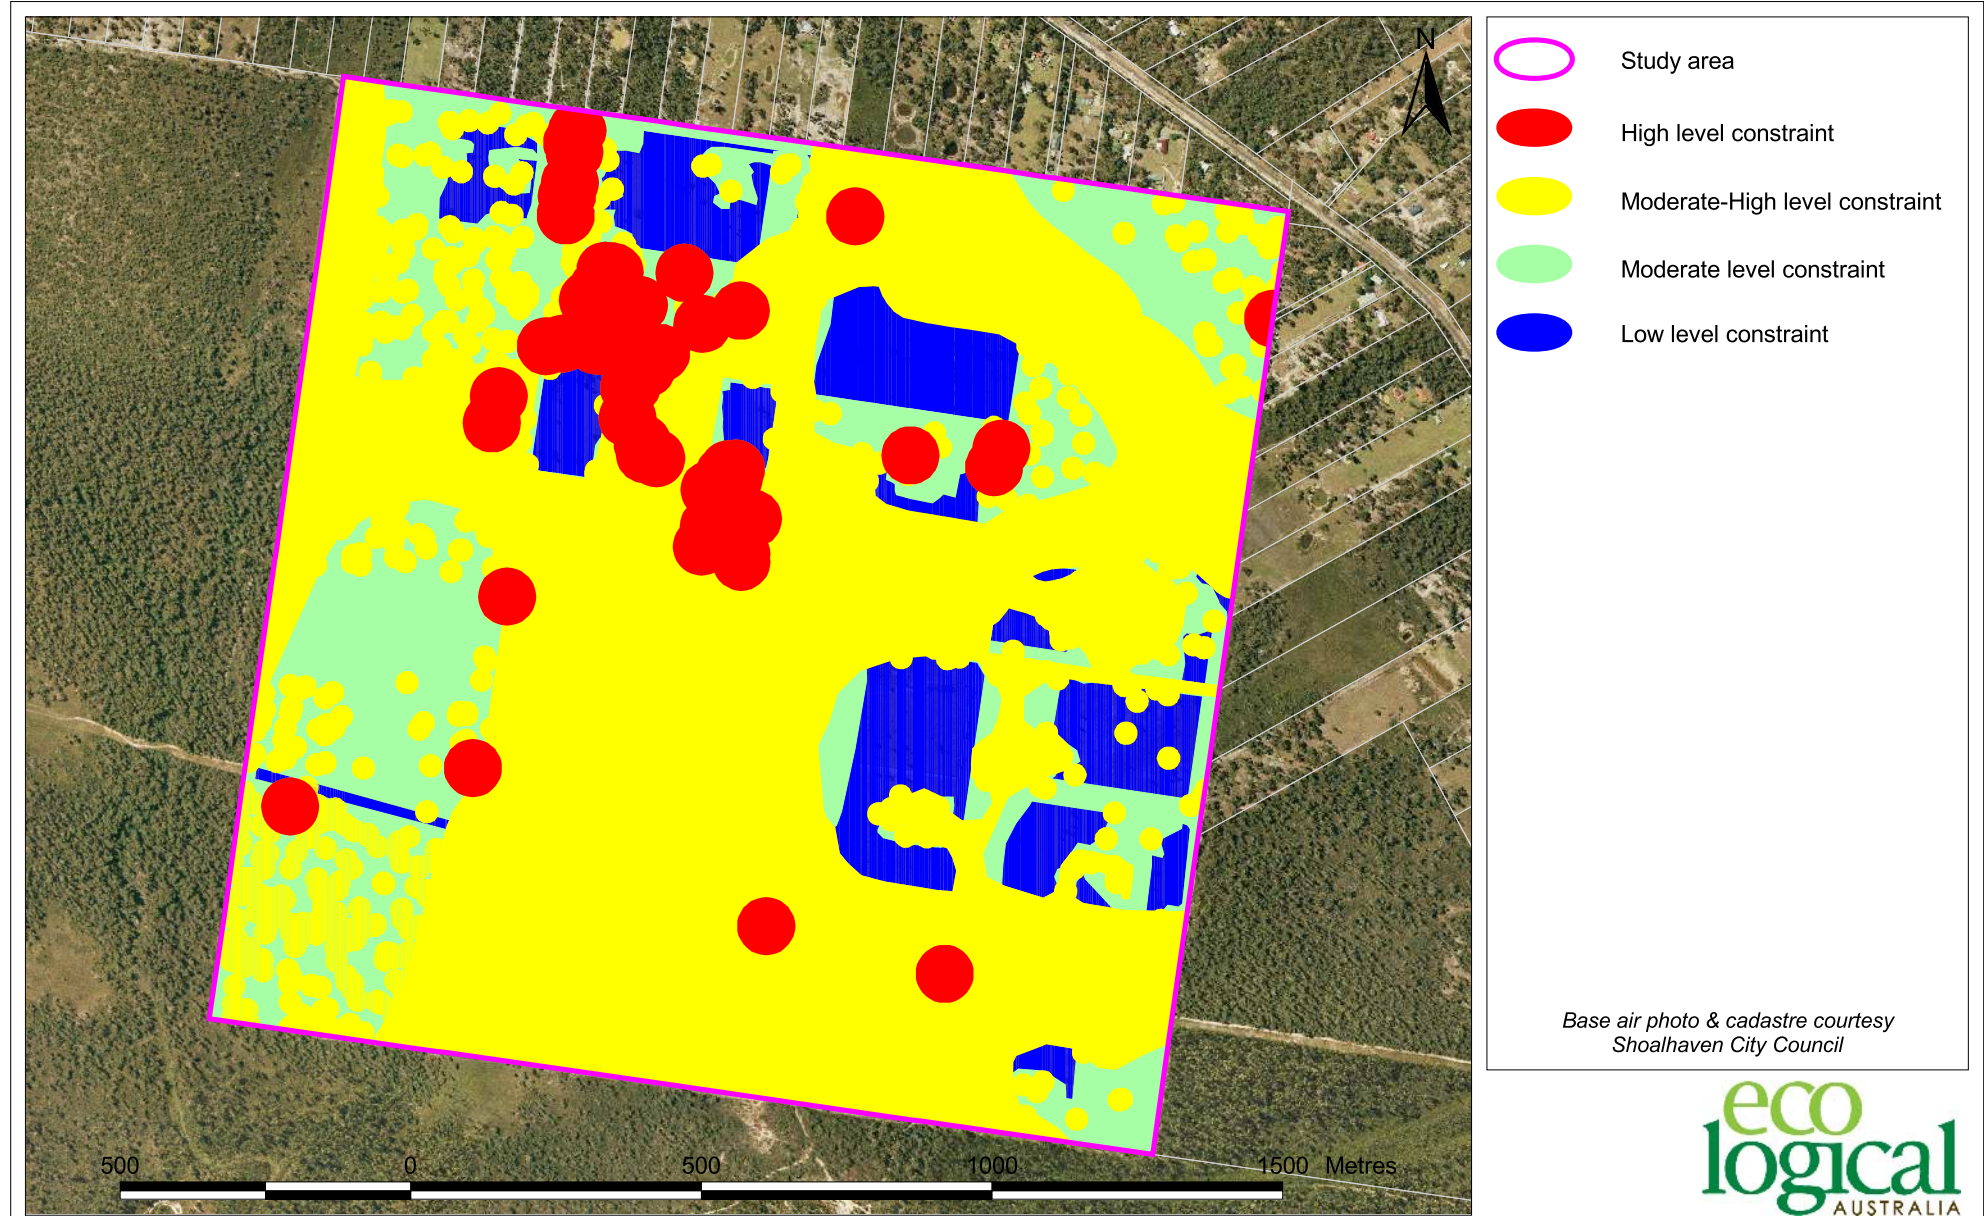 N
Study area
High level constraint
Moderate-High level constraint
Moderate level constraint
Low level constraint
Base air photo & cadastre courtesy
Shoalhaven City Council
500 0 500 1000 1500 Metres
eco
logical
AUSTRALIA